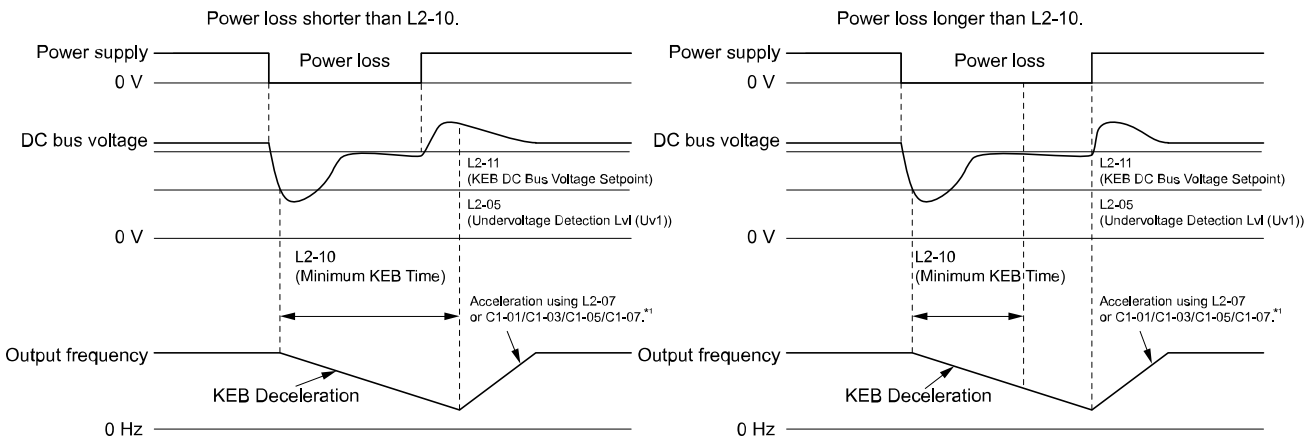 Power loss shorter than L2-10.
Power supply
Power loss
0 V
DC bus voltage
L2-11
(KEB DC Bus Voltage Setpoint)
L2-05
(Undervoltage Detection Lvl (Uv1))
0 V
L2-10
(Minimum KEB Time)
Acceleration using L2-07
or C1-01/C1-03/C1-05/C1-07.*1
Output frequency
KEB Deceleration
0 Hz
Power loss longer than L2-10.
Power supply
Power loss
0 V
DC bus voltage
L2-11
(KEB DC Bus Voltage Setpoint)
L2-05
(Undervoltage Detection Lvl (Uv1))
0 V
L2-10
(Minimum KEB Time)
Acceleration using L2-07
or C1-01/C1-03/C1-05/C1-07.*1
Output frequency
KEB Deceleration
0 Hz